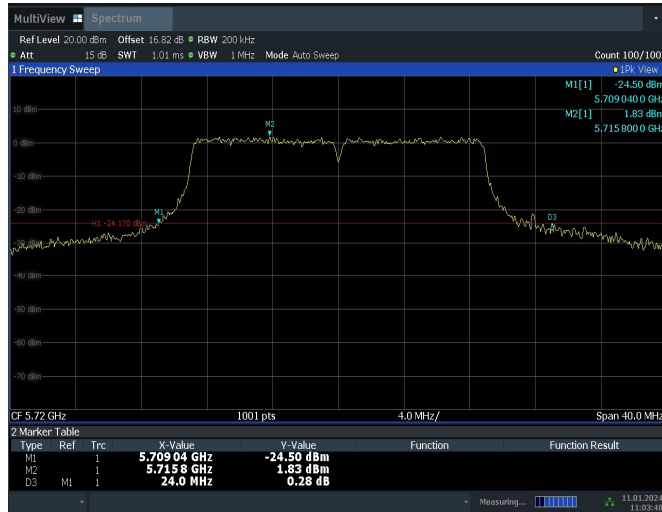 MultiView Spectrum
Ref Level 20.00 dBm Offset 16.82 dB RBW 200 kHz
Att 15 dB SWT 1.01 ms VBW 1 MHz Mode Auto Sweep Count 100/100
1 Frequency Sweep 1Pk View
M1[1] -24.50 dBm
5.709 040 0 GHz
M2[1] 1.83 dBm
5.715 800 0 GHz
10 dBm
M2
0 dBm
-10 dBm
-20 dBm
M1
D3
H1 -24.170 dBm
-30 dBm
-40 dBm
-50 dBm
-60 dBm
-70 dBm
CF 5.72 GHz 1001 pts 4.0 MHz/ Span 40.0 MHz
2 Marker Table
Type Ref Trc X-Value Y-Value Function Function Result
M1 1 5.709 04 GHz -24.50 dBm
M2 1 5.715 8 GHz 1.83 dBm
D3 M1 1 24.0 MHz 0.28 dB
Measuring... 11.01.2024
11:03:48